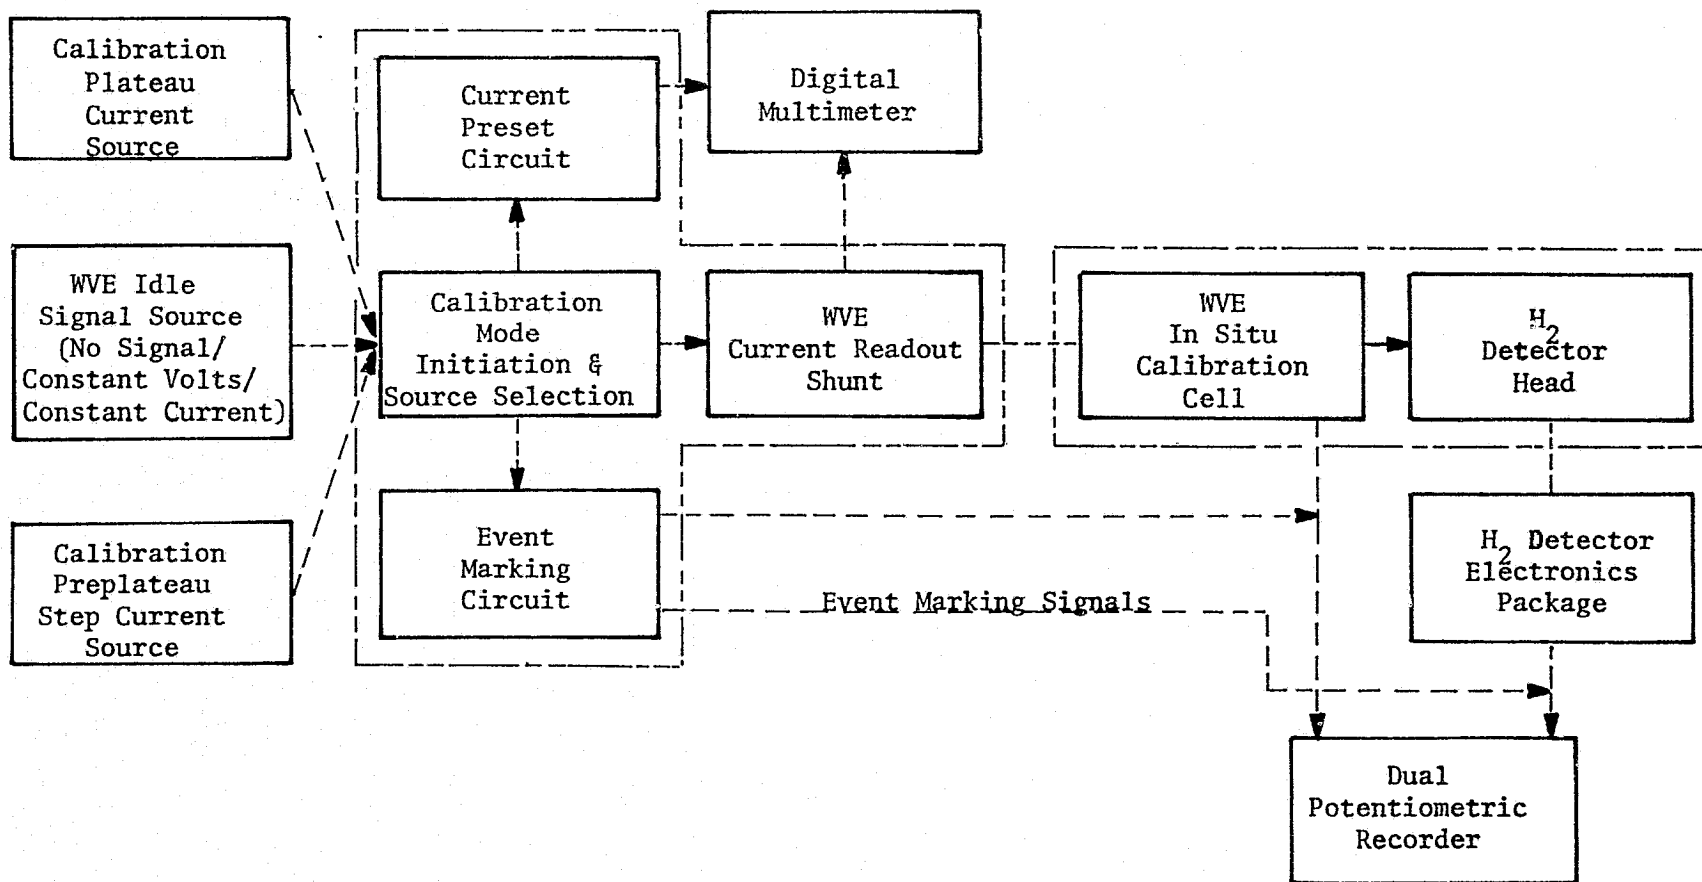 Calibration
Plateau
Current
Source
Current
Preset
Circuit
Digital
Multimeter
WVE Idle
Signal Source
(No Signal/
Constant Volts/
Constant Current)
Calibration
Mode
Initiation &
Source Selection
WVE
Current Readout
Shunt
WVE
In Situ
Calibration
Cell
H2
Detector
Head
Calibration
Preplateau
Step Current
Source
Event
Marking
Circuit
Event Marking Signals
H2 Detector
Electronics
Package
Dual
Potentiometric
Recorder